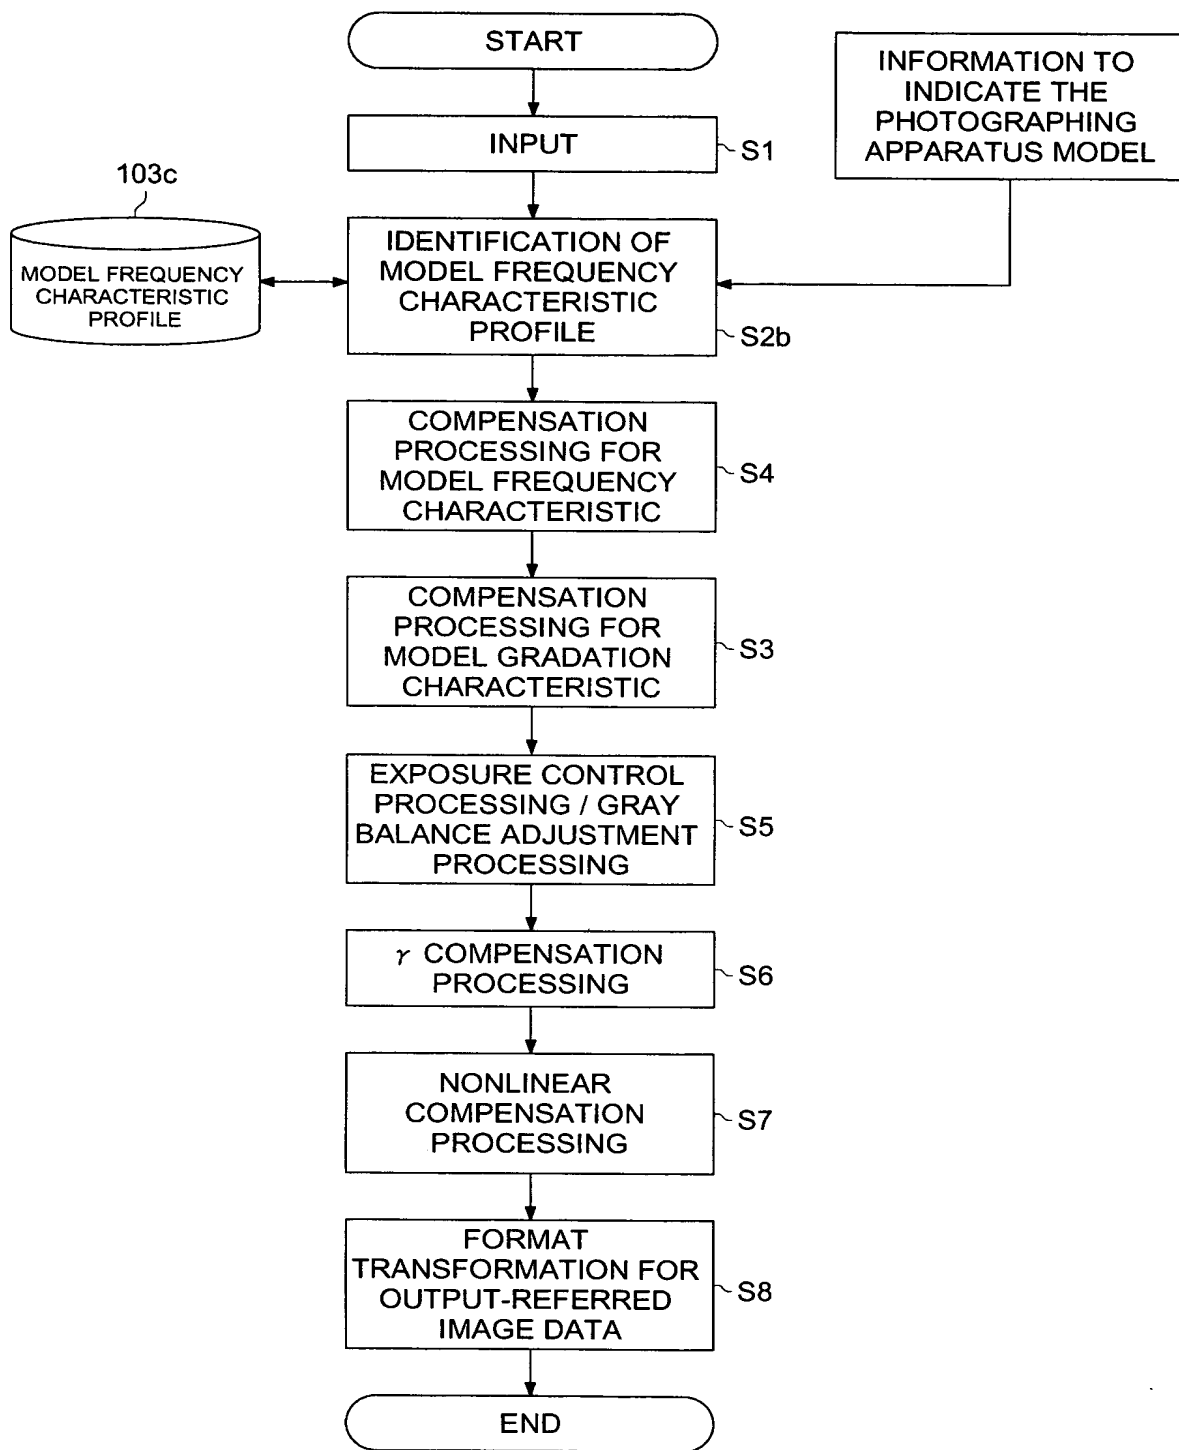 START
INPUT
S1
INFORMATION TO
INDICATE THE
PHOTOGRAPHING
APPARATUS MODEL
103c
MODEL FREQUENCY
CHARACTERISTIC
PROFILE
IDENTIFICATION OF
MODEL FREQUENCY
CHARACTERISTIC
PROFILE
S2b
COMPENSATION
PROCESSING FOR
MODEL FREQUENCY
CHARACTERISTIC
S4
COMPENSATION
PROCESSING FOR
MODEL GRADATION
CHARACTERISTIC
S3
EXPOSURE CONTROL
PROCESSING / GRAY
BALANCE ADJUSTMENT
PROCESSING
S5
γ COMPENSATION
PROCESSING
S6
NONLINEAR
COMPENSATION
PROCESSING
S7
FORMAT
TRANSFORMATION FOR
OUTPUT-REFERRED
IMAGE DATA
S8
END